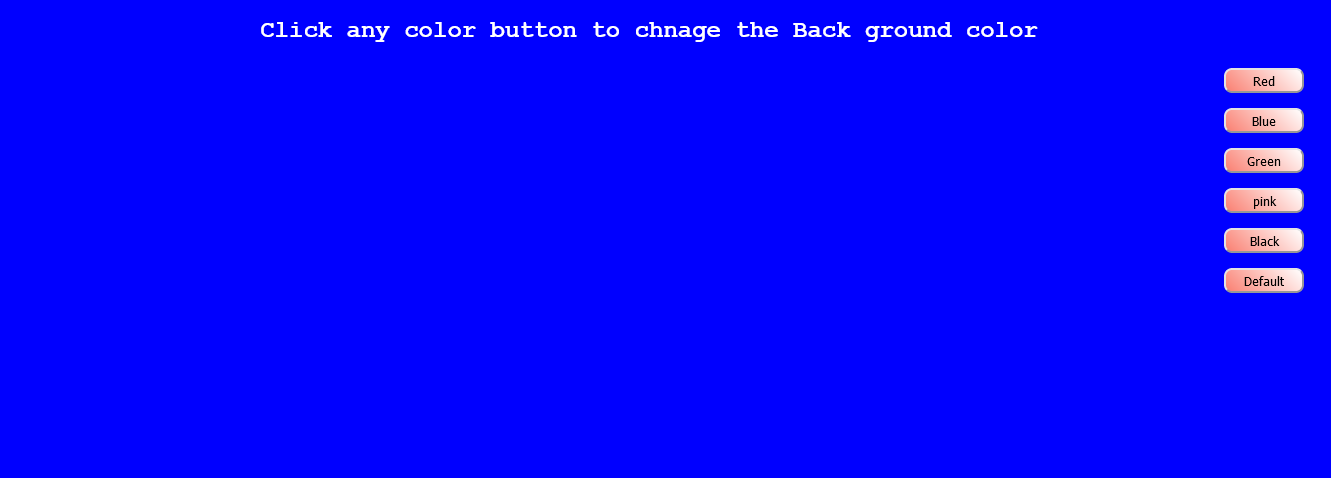 Click any color button to chnage the Back ground color
Red
Blue
Green
pink
Black
Default